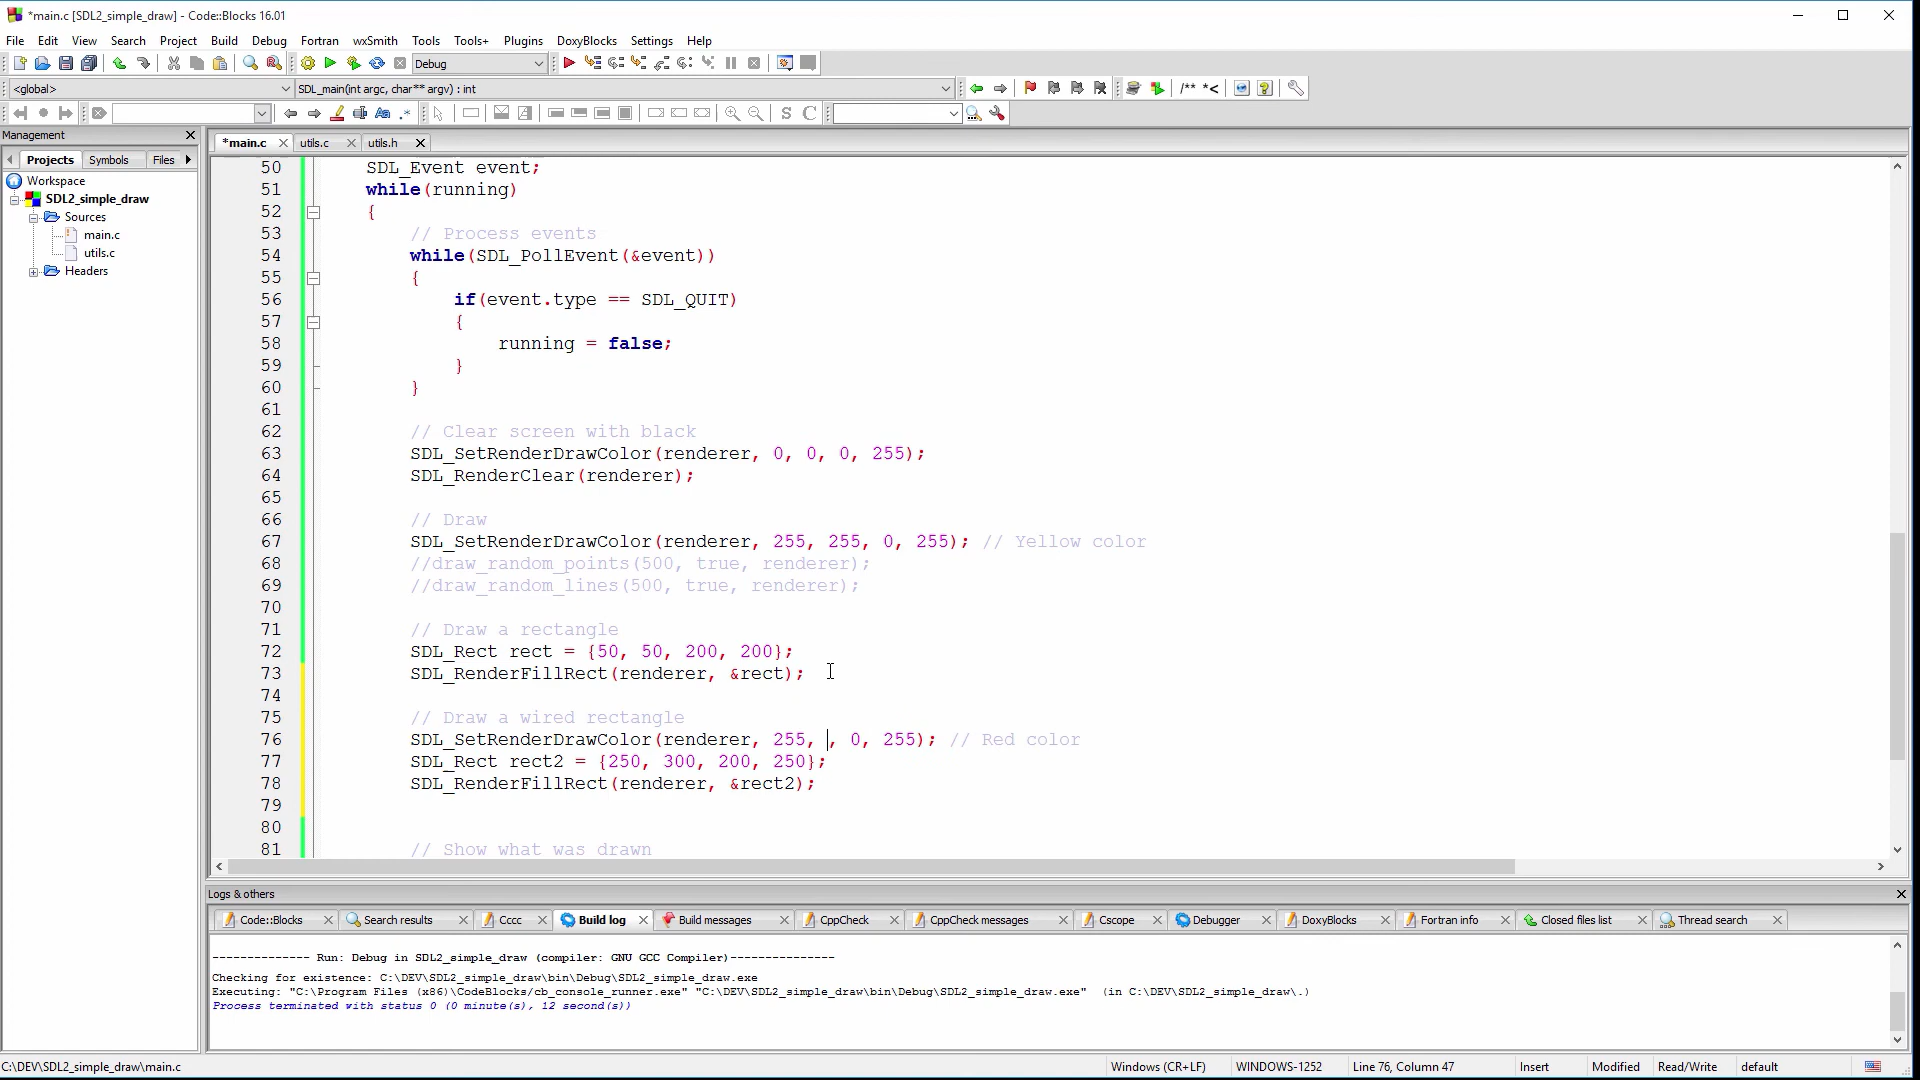 *main.c [SDL2_simple_draw] - Code::Blocks 16.01
File Edit View Search Project Build Debug Fortran wxSmith Tools Tools+ Plugins DoxyBlocks Settings Help
Debug
<global> SDL_main(int argc, char** argv) : int /** *<
Aa .* S C
Management
*main.c utils.c utils.h
Projects Symbols Files
Workspace
SDL2_simple_draw
Sources
main.c
utils.c
Headers
50 SDL_Event event;
51 while(running)
52 {
53 // Process events
54 while(SDL_PollEvent(&event))
55 {
56 if(event.type == SDL_QUIT)
57 {
58 running = false;
59 }
60 }
61
62 // Clear screen with black
63 SDL_SetRenderDrawColor(renderer, 0, 0, 0, 255);
64 SDL_RenderClear(renderer);
65
66 // Draw
67 SDL_SetRenderDrawColor(renderer, 255, 255, 0, 255); // Yellow color
68 //draw_random_points(500, true, renderer);
69 //draw_random_lines(500, true, renderer);
70
71 // Draw a rectangle
72 SDL_Rect rect = {50, 50, 200, 200};
73 SDL_RenderFillRect(renderer, &rect);
74
75 // Draw a wired rectangle
76 SDL_SetRenderDrawColor(renderer, 255, , 0, 255); // Red color
77 SDL_Rect rect2 = {250, 300, 200, 250};
78 SDL_RenderFillRect(renderer, &rect2);
79
80
81 // Show what was drawn
Logs & others
Code::Blocks Search results Cccc Build log Build messages CppCheck CppCheck messages Cscope Debugger DoxyBlocks Fortran info Closed files list Thread search
-------------- Run: Debug in SDL2_simple_draw (compiler: GNU GCC Compiler)---------------
Checking for existence: C:\DEV\SDL2_simple_draw\bin\Debug\SDL2_simple_draw.exe
Executing: "C:\Program Files (x86)\CodeBlocks/cb_console_runner.exe" "C:\DEV\SDL2_simple_draw\bin\Debug\SDL2_simple_draw.exe" (in C:\DEV\SDL2_simple_draw\.)
Process terminated with status 0 (0 minute(s), 12 second(s))
C:\DEV\SDL2_simple_draw\main.c Windows (CR+LF) WINDOWS-1252 Line 76, Column 47 Insert Modified Read/Write default